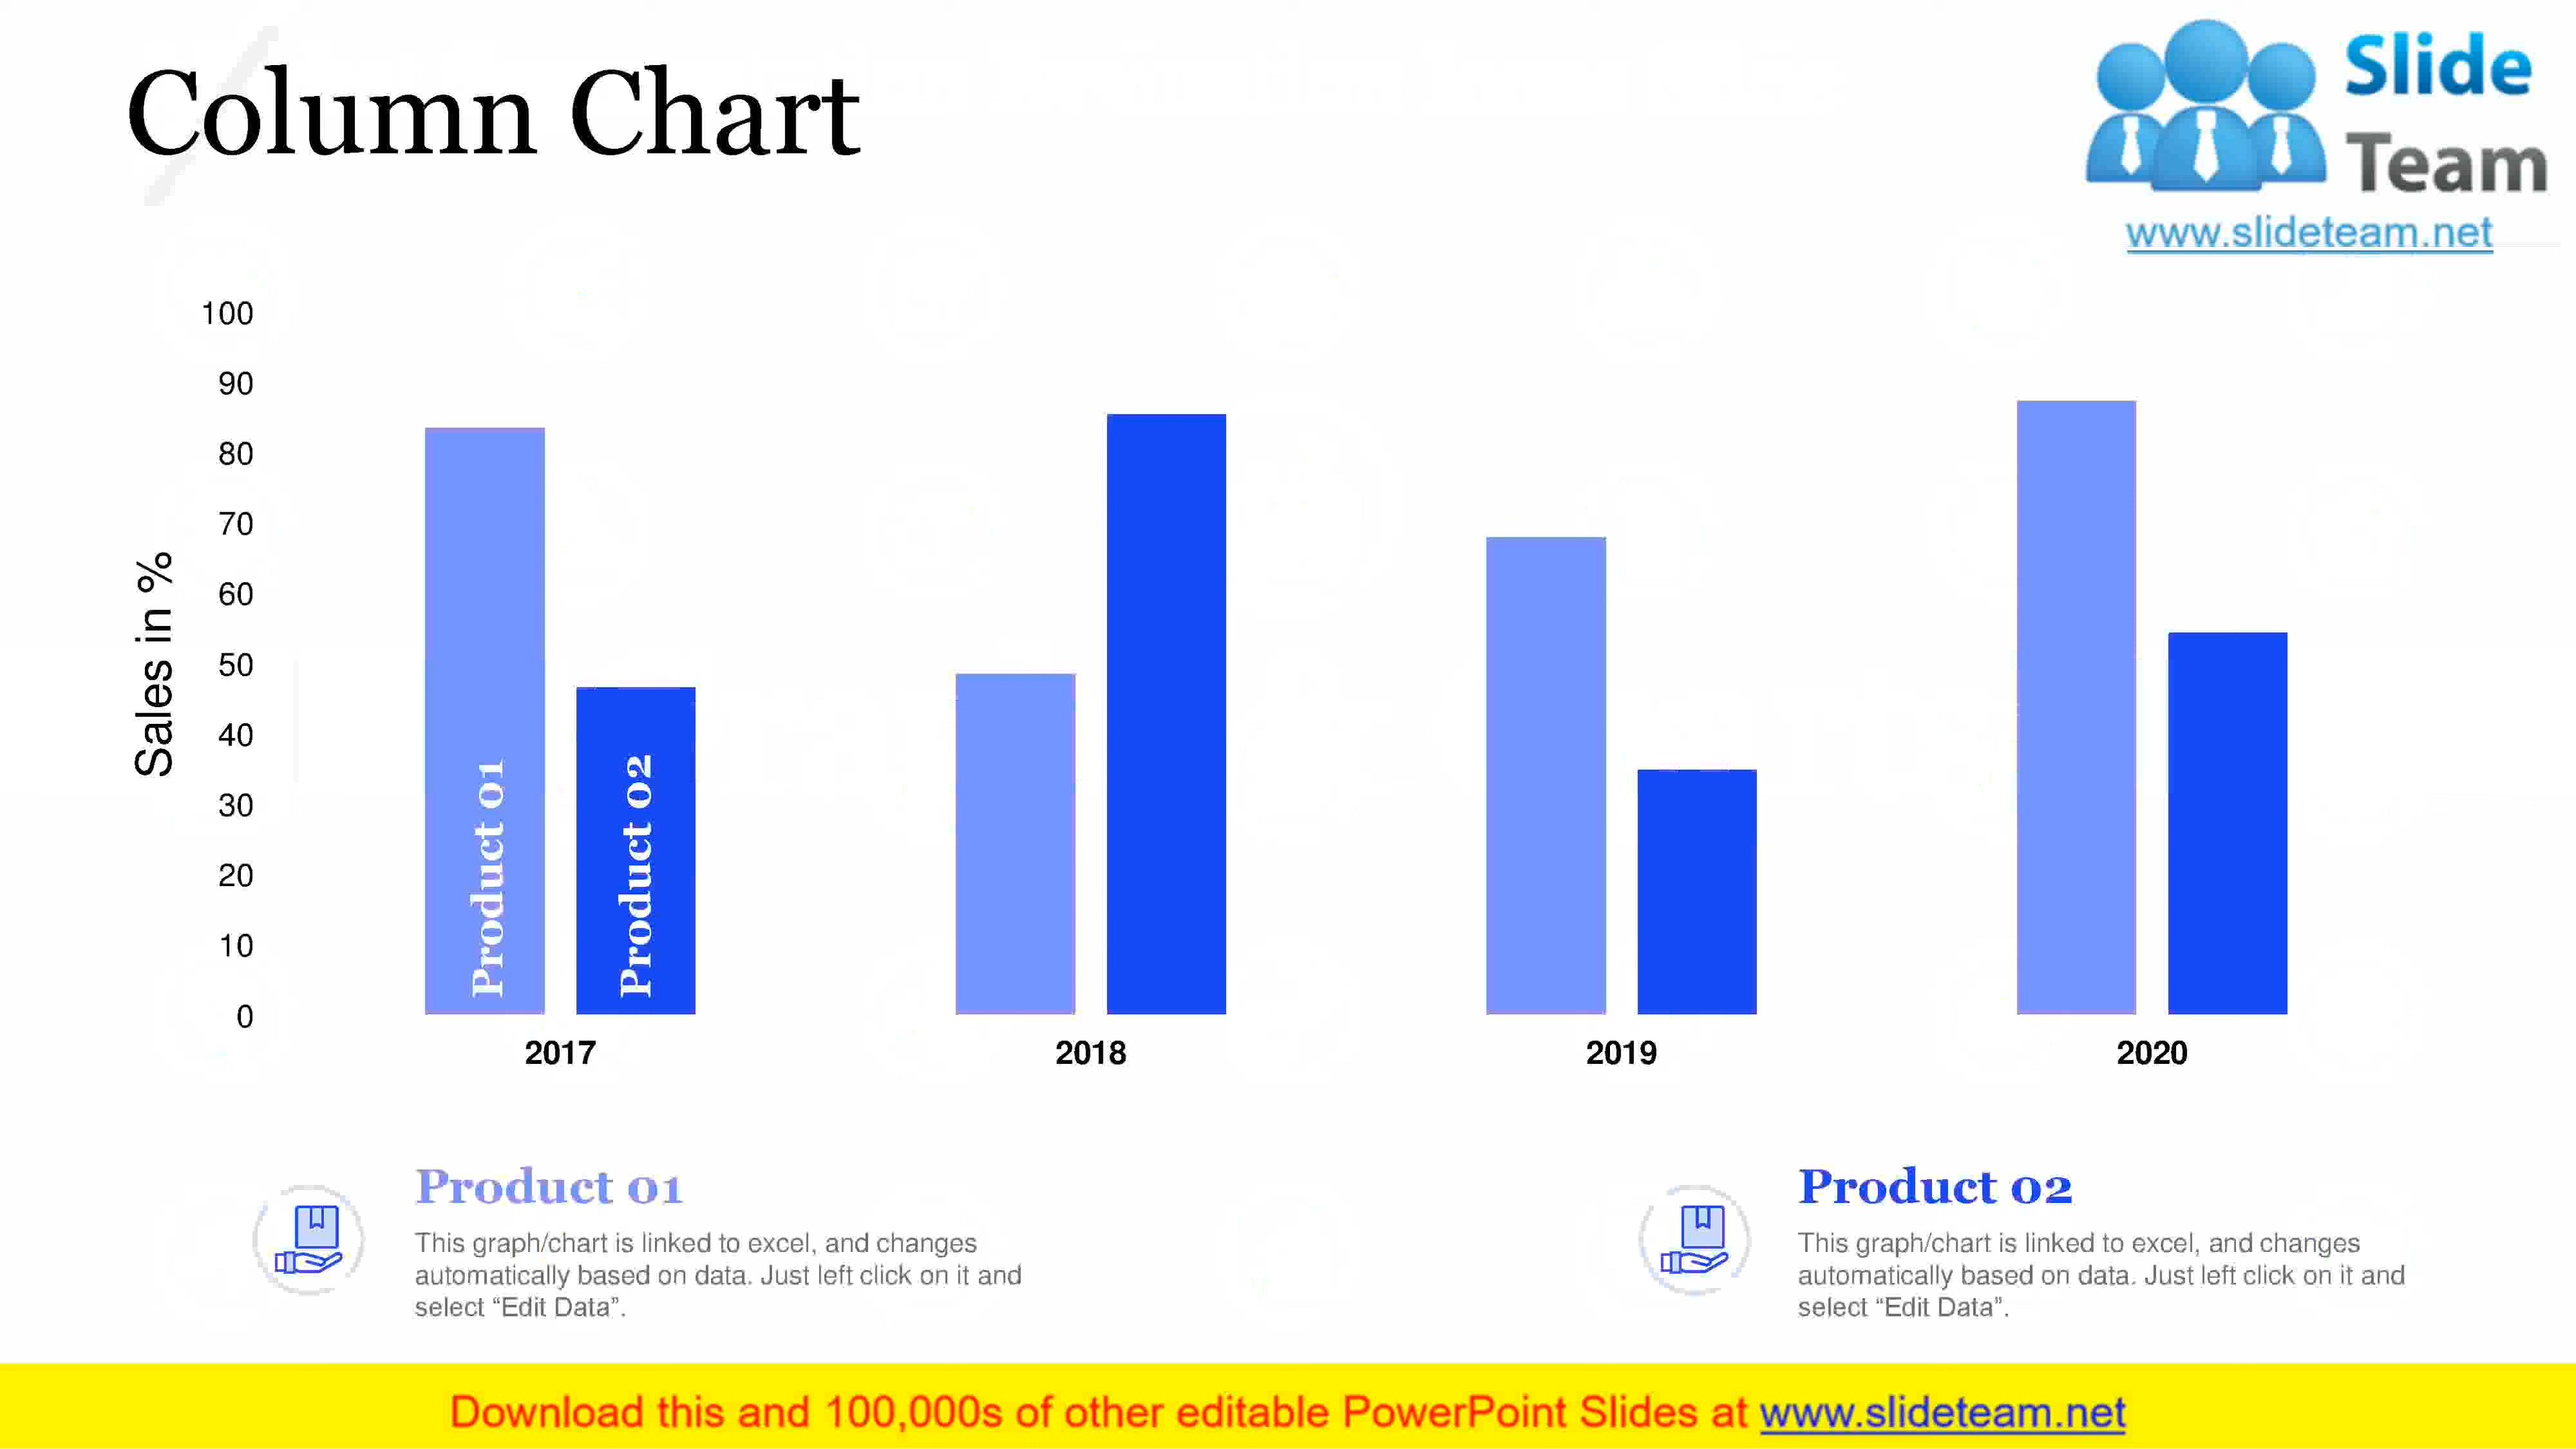 Column Chart
Slide
Team
www.slideteam.net
100
90
80
70
60
50
40
30
20
10
0
Sales in %
Product 01
Product 02
2017
2018
2019
2020
Product 01
This graph/chart is linked to excel, and changes
automatically based on data. Just left click on it and
select “Edit Data”.
Product 02
This graph/chart is linked to excel, and changes
automatically based on data. Just left click on it and
select “Edit Data”.
Download this and 100,000s of other editable PowerPoint Slides at www.slideteam.net